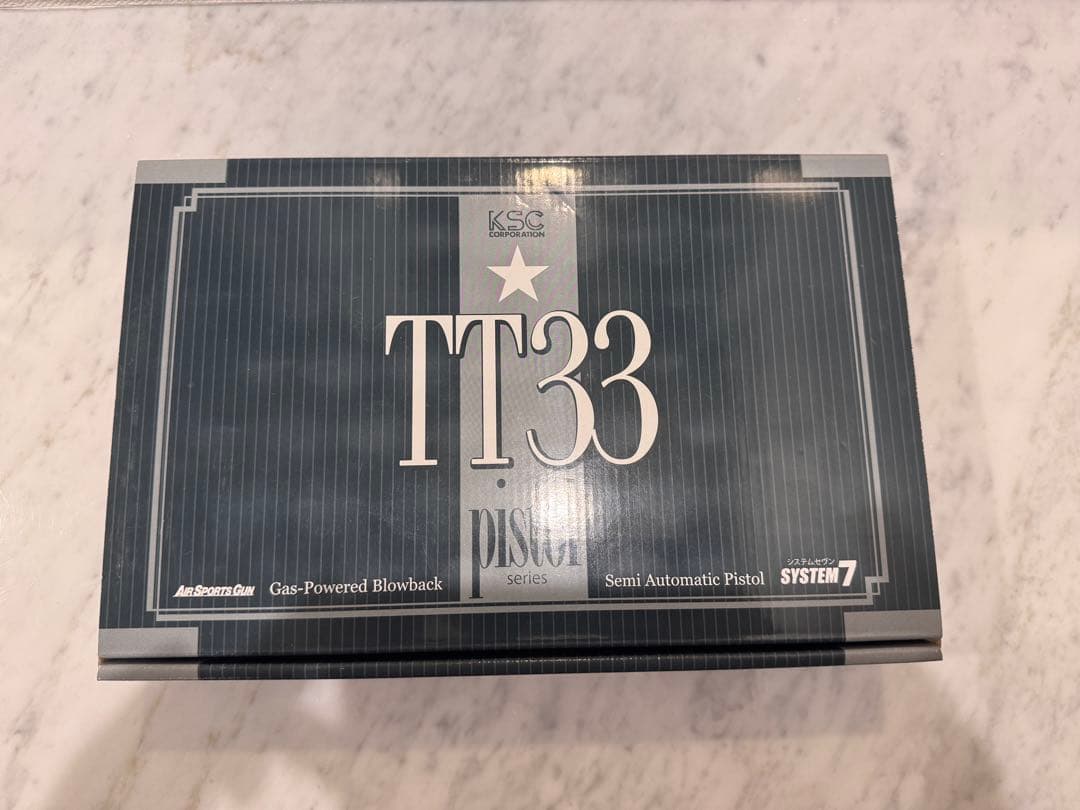 KSC
CORPORATION
TT33
pistol
series
AIR SPORTS GUN
Gas-Powered Blowback
Semi Automatic Pistol
システムセヴン
SYSTEM 7